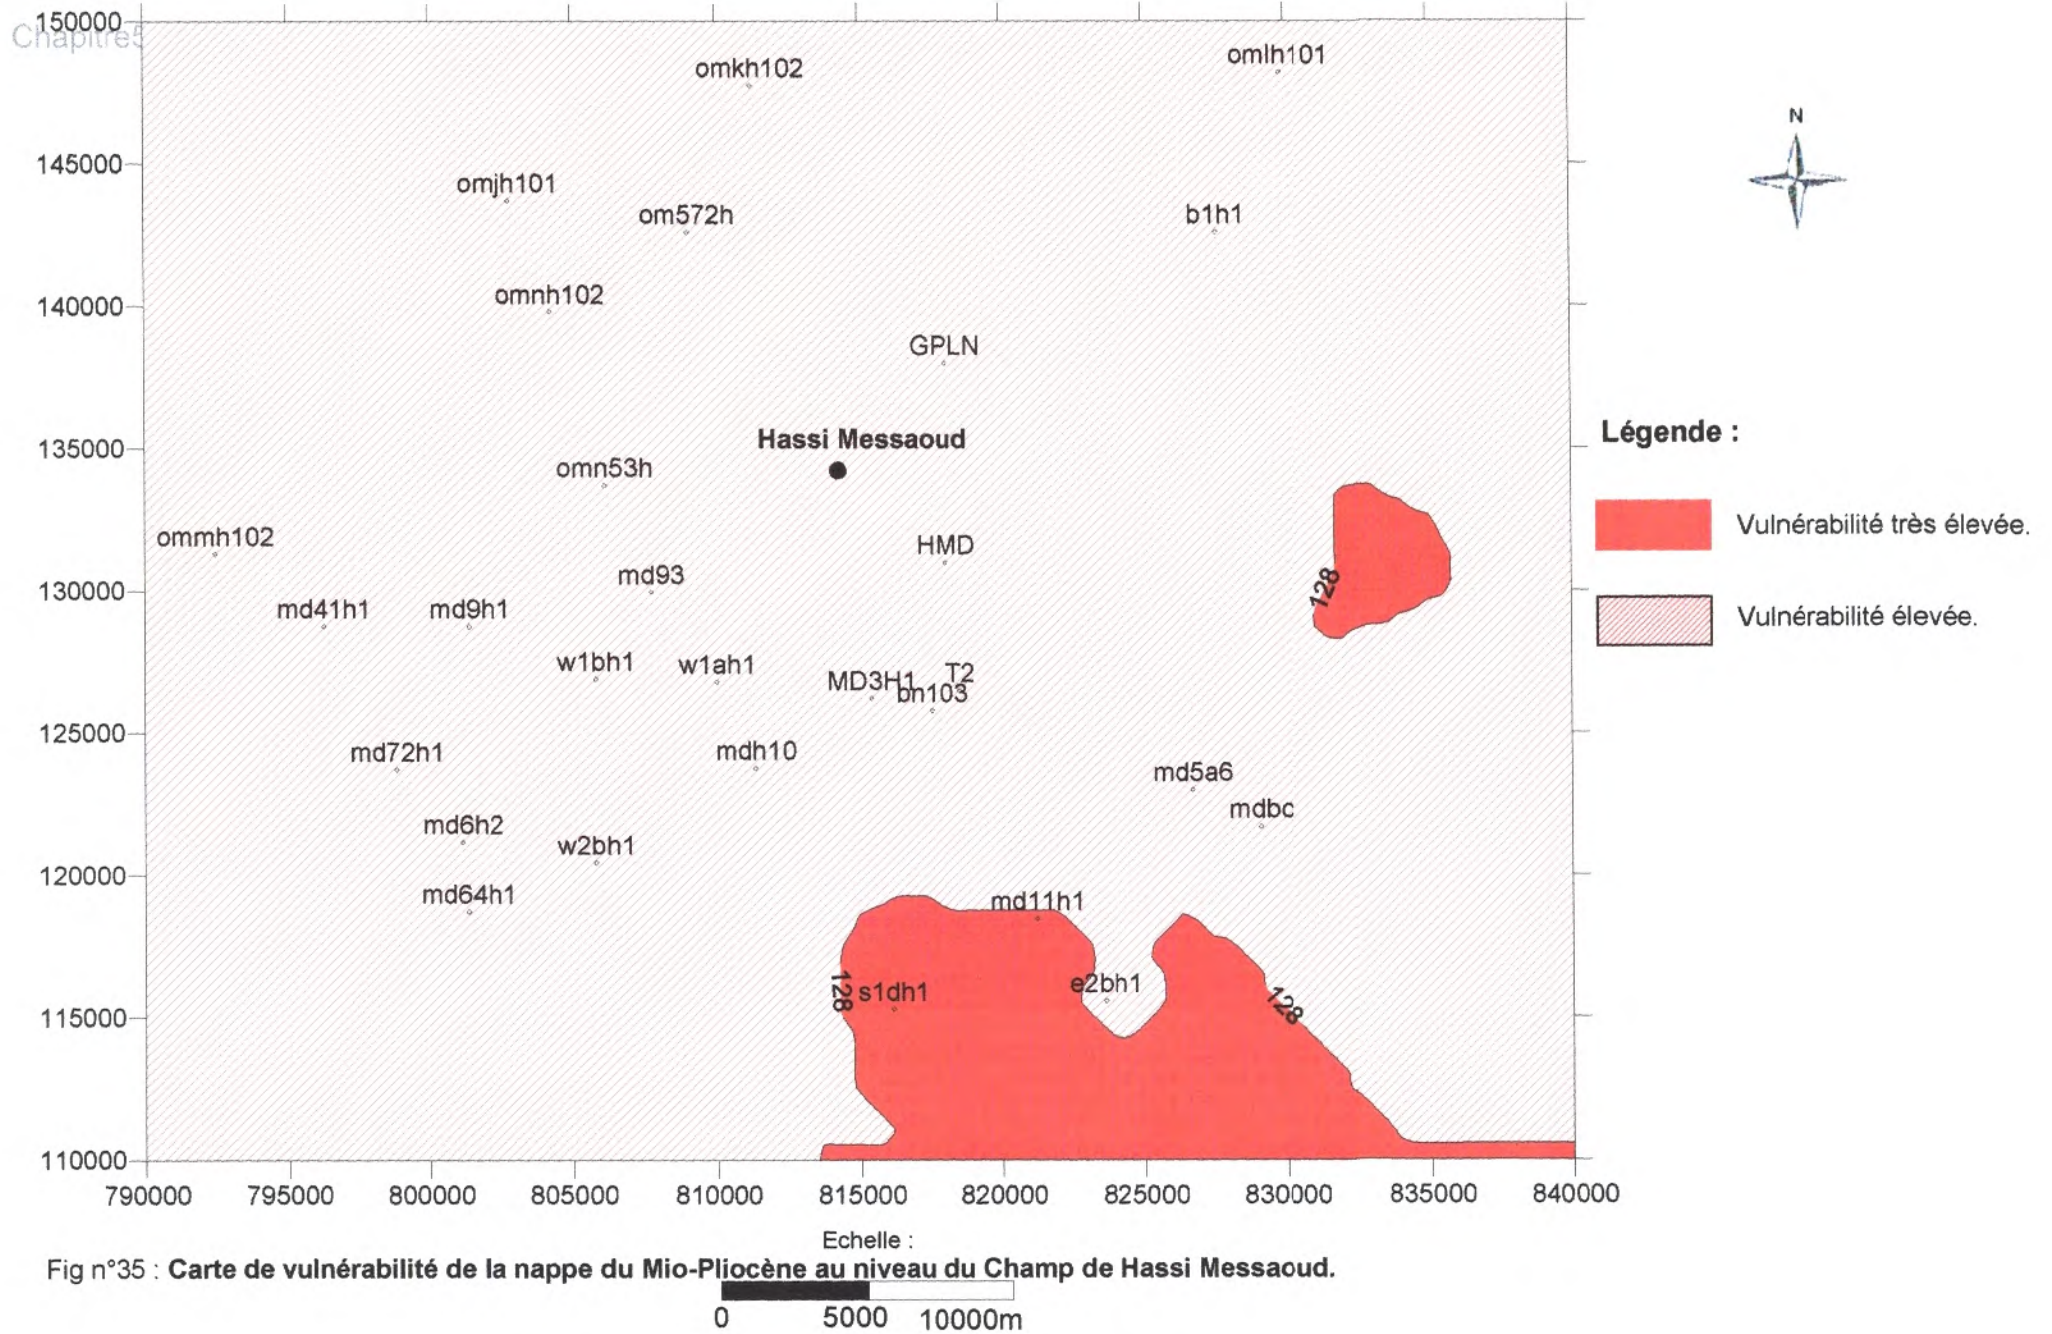 Chapitre5
150000
omkh102
omlh101
N
145000
omjh101
om572h
b1h1
140000
omnh102
GPLN
135000
Hassi Messaoud
Légende :
omn53h
Vulnérabilité très élevée.
ommh102
HMD
130000
md93
128
md41h1
md9h1
Vulnérabilité élevée.
w1bh1
w1ah1
MD3H1
T2
bn103
125000
md72h1
mdh10
md5a6
mdbc
md6h2
w2bh1
120000
md64h1
md11h1
128
s1dh1
e2bh1
128
115000
110000
790000 795000 800000 805000 810000 815000 820000 825000 830000 835000 840000
Echelle :
Fig n°35 : Carte de vulnérabilité de la nappe du Mio-Pliocène au niveau du Champ de Hassi Messaoud.
0 5000 10000m